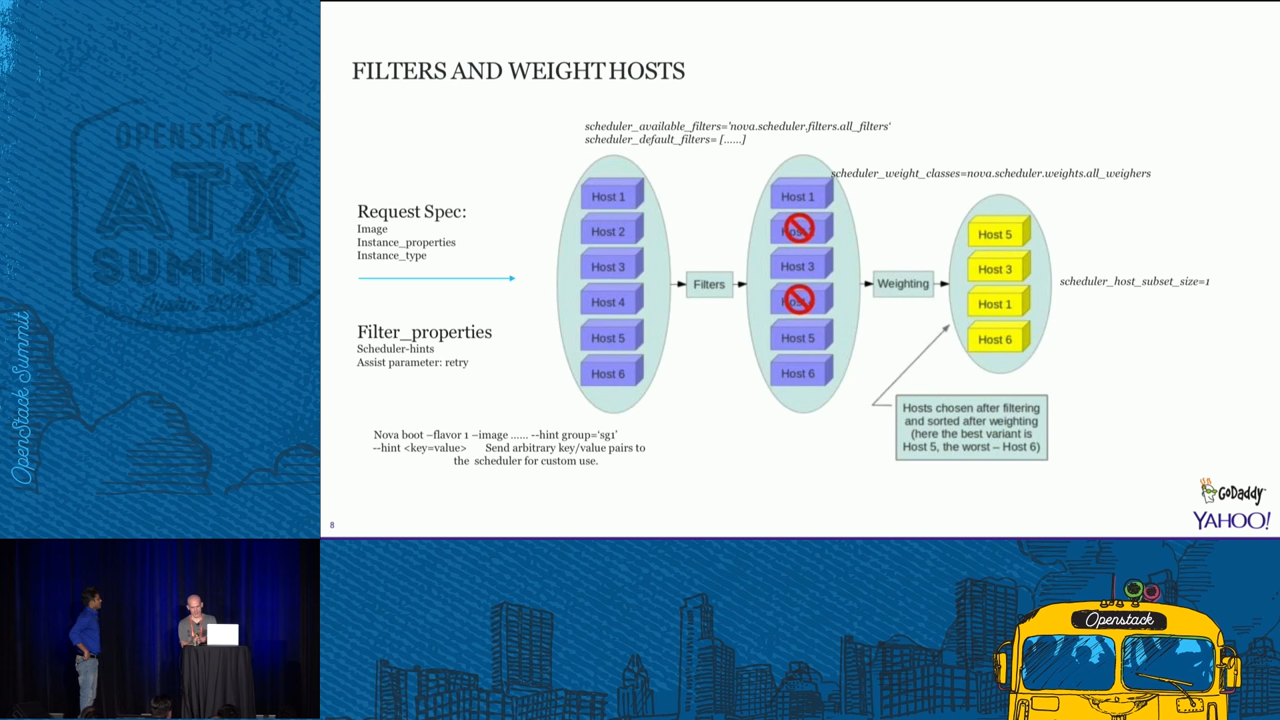 OPENSTACK
ATX
SUMMIT
OpenStack Summit
FILTERS AND WEIGHT HOSTS
scheduler_available_filters='nova.scheduler.filters.all_filters'
scheduler_default_filters= [......]
scheduler_weight_classes=nova.scheduler.weights.all_weighers
Request Spec:
Image
Instance_properties
Instance_type
Filter_properties
Scheduler-hints
Assist parameter: retry
Host 1
Host 2
Host 3
Host 4
Host 5
Host 6
Filters
Host 1
Host 3
Host 5
Host 6
Weighting
Host 5
Host 3
Host 1
Host 6
scheduler_host_subset_size=1
Hosts chosen after filtering
and sorted after weighting
(here the best variant is
Host 5, the worst – Host 6)
Nova boot –flavor 1 –image ...... --hint group='sg1'
--hint <key=value> Send arbitrary key/value pairs to
the scheduler for custom use.
8
GoDaddy
YAHOO!
Openstack